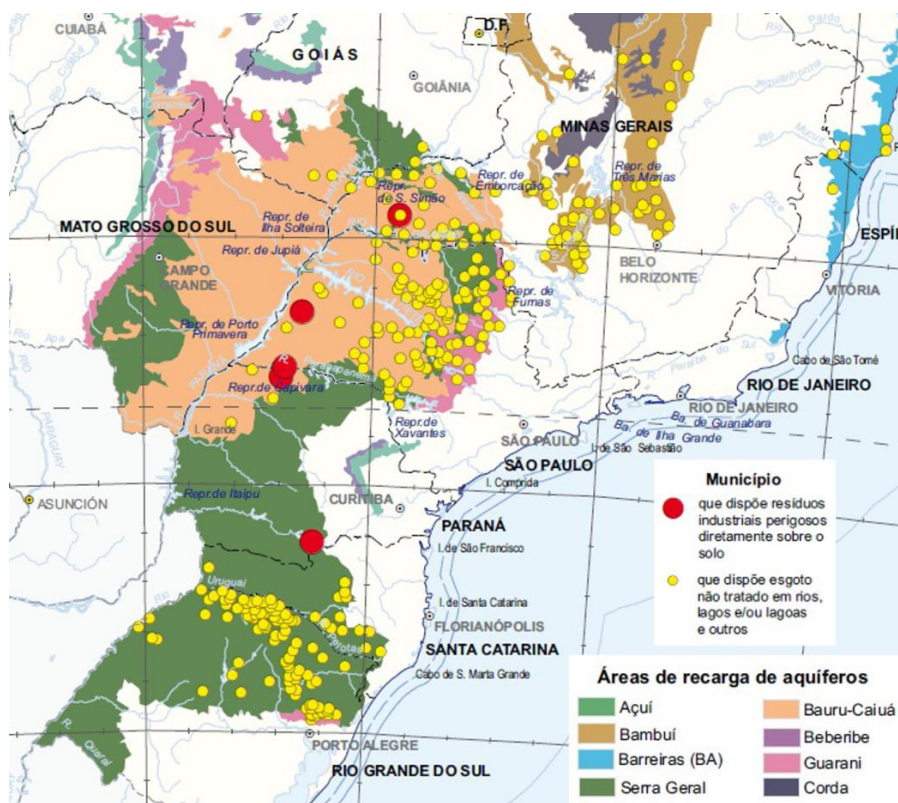 CUIABÁ
D.F.
GOIÁS
GOIÂNIA
MINAS GERAIS
Repr. de
Três Marias
Repr. de
Emborcação
Repr.
de S. Simão
Repr. de
Ilha Solteira
MATO GROSSO DO SUL
Repr. de Jupiá
CAMPO
GRANDE
BELO
HORIZONTE
ESPÍ
VITÓRIA
Repr. de
Furnas
Repr. de Porto
Primavera
PARANÁ
Repr. de Capivara
Cabo de São Tomé
RIO DE JANEIRO
RIO DE JANEIRO
Ba. de Guanabara
Ba. de Ilha
Grande
I. de São Sebastião
SÃO PAULO
SÃO PAULO
I. Comprida
Repr. de
Xavantes
I. Grande
PARAGUAY
ASUNCIÓN
Repr. de Itaipu
CURITIBA
PARANÁ
I. de São Francisco
Uruguai
Pelotas
I. de Santa Catarina
FLORIANÓPOLIS
SANTA CATARINA
Cabo de S. Marta Grande
PORTO ALEGRE
RIO GRANDE DO SUL
Município
que dispõe resíduos
industriais perigosos
diretamente sobre o
solo
que dispõe esgoto
não tratado em rios,
lagos e/ou lagoas
e outros
Áreas de recarga de aquíferos
Açuí
Bambuí
Barreiras (BA)
Serra Geral
Bauru-Caiuá
Beberibe
Guarani
Corda